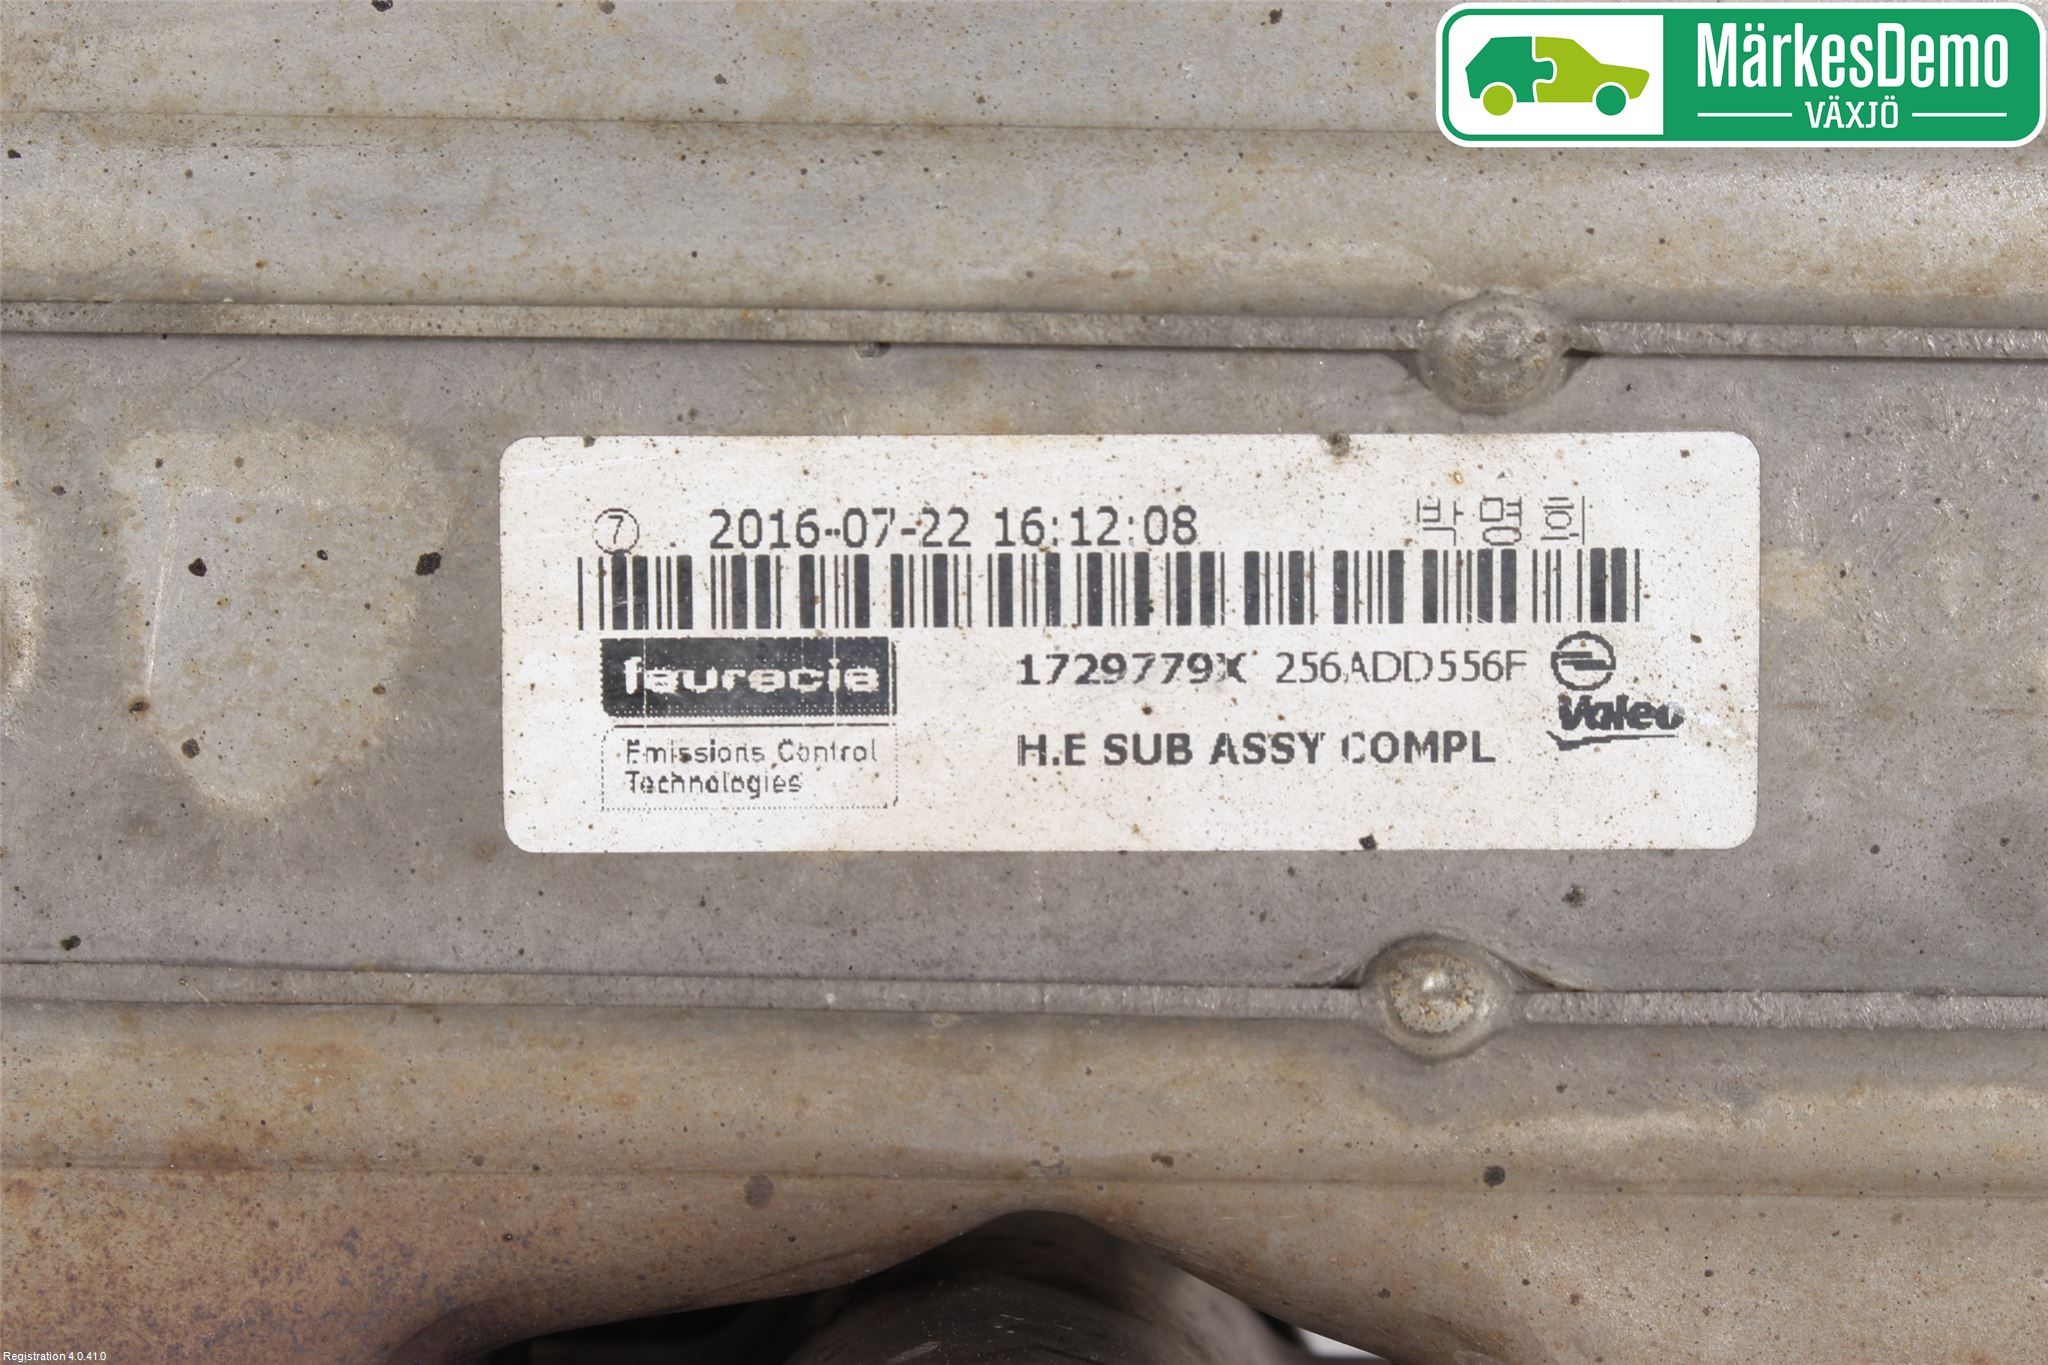 MärkesDemo
VÄXJÖ
7 2016-07-22 16:12:08 박명희
faurecia
Emissions Control
Technologies
1729779X 256ADD556F
H.E SUB ASSY COMPL
Valeo
Registration 4.0.41.0